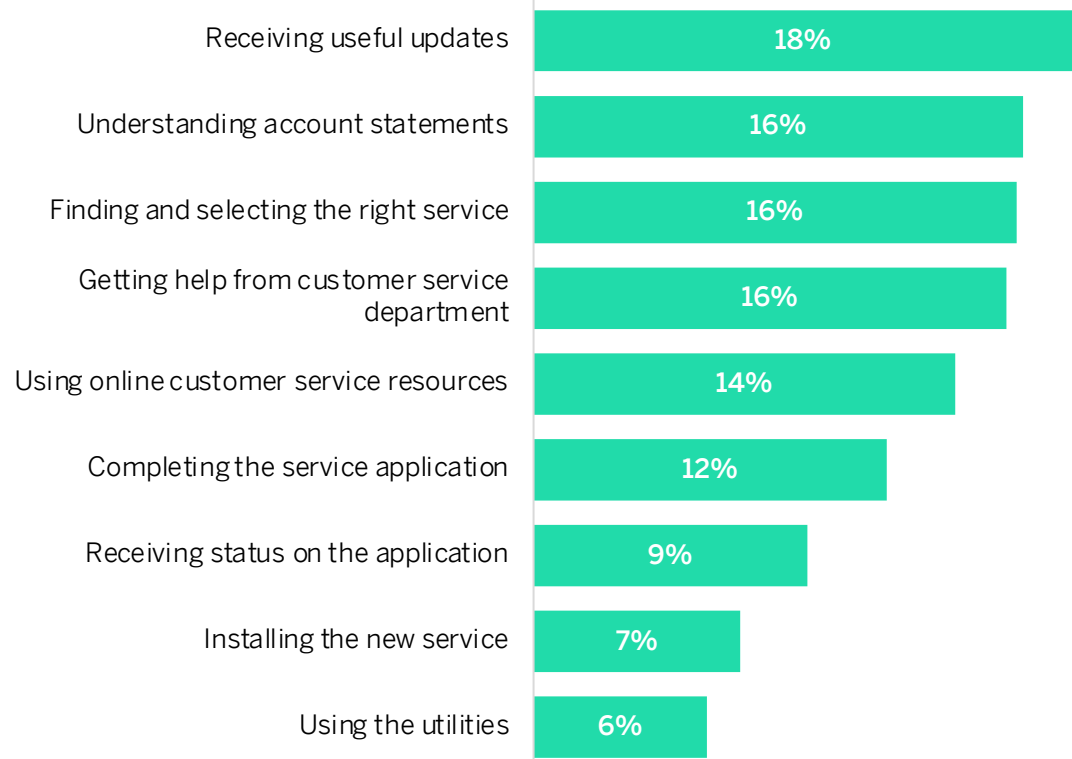 Receiving useful updates 18%
Understanding account statements 16%
Finding and selecting the right service 16%
Getting help from customer service
department 16%
Using online customer service resources 14%
Completing the service application 12%
Receiving status on the application 9%
Installing the new service 7%
Using the utilities 6%